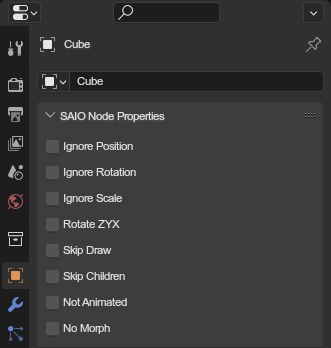 Cube
Cube
SAIO Node Properties
Ignore Position
Ignore Rotation
Ignore Scale
Rotate ZYX
Skip Draw
Skip Children
Not Animated
No Morph